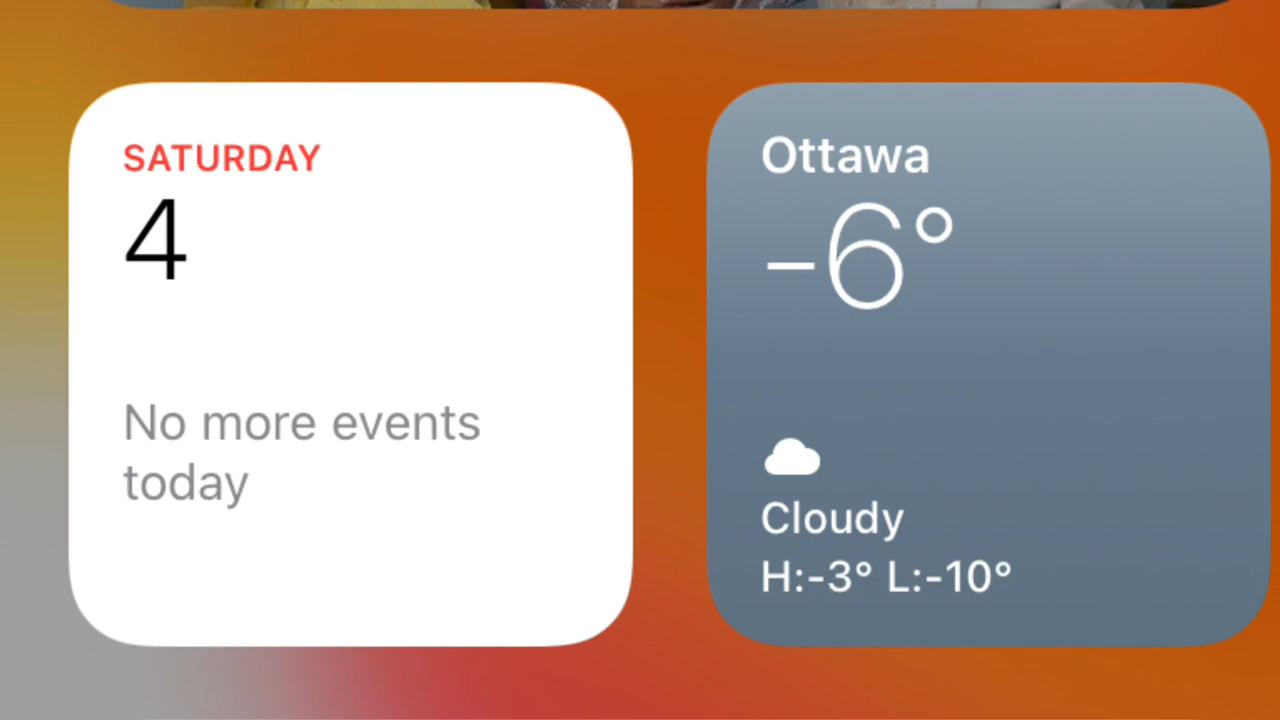 SATURDAY
4
No more events
today
Ottawa
-6°
Cloudy
H:-3° L:-10°